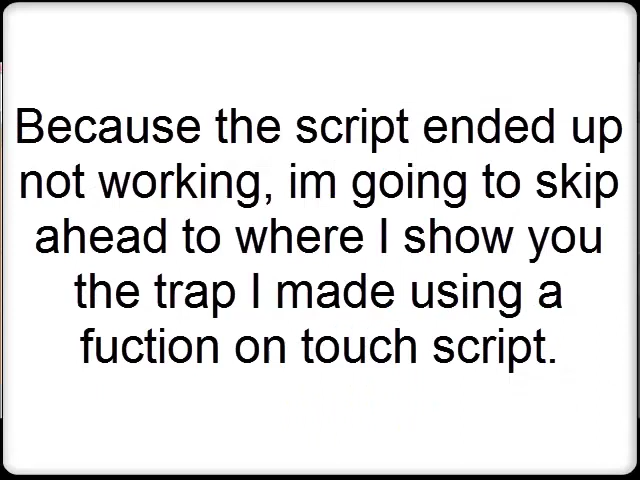 Because the script ended up
not working, im going to skip
ahead to where I show you
the trap I made using a
fuction on touch script.